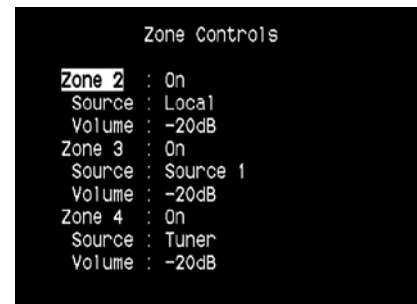 Zone Controls
Zone 2 : On
Source : Local
Volume : -20dB
Zone 3 : On
Source : Source 1
Volume : -20dB
Zone 4 : On
Source : Tuner
Volume : -20dB